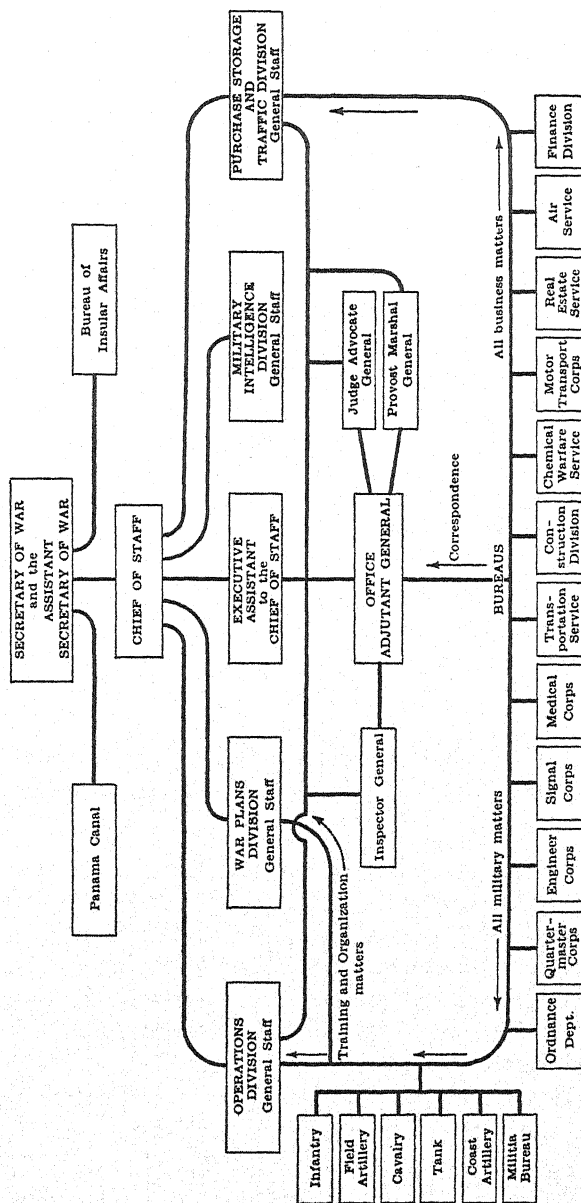 SECRETARY OF WAR
and the
ASSISTANT
SECRETARY OF WAR
Panama Canal
Bureau of
Insular Affairs
CHIEF OF STAFF
OPERATIONS
DIVISION
General Staff
WAR PLANS
DIVISION
General Staff
EXECUTIVE
ASSISTANT
to the
CHIEF OF STAFF
MILITARY
INTELLIGENCE
DIVISION
General Staff
PURCHASE STORAGE
AND
TRAFFIC DIVISION
General Staff
Training and Organization
matters
Inspector General
OFFICE
ADJUTANT GENERAL
Judge Advocate
General
Provost Marshal
General
Infantry
Field
Artillery
Cavalry
Tank
Coast
Artillery
Militia
Bureau
Correspondence
All military matters
BUREAUS
All business matters
Ordnance
Dept.
Quarter-
master
Corps
Engineer
Corps
Signal
Corps
Medical
Corps
Trans-
portation
Service
Con-
struction
Division
Chemical
Warfare
Service
Motor
Transport
Corps
Real
Estate
Service
Air
Service
Finance
Division